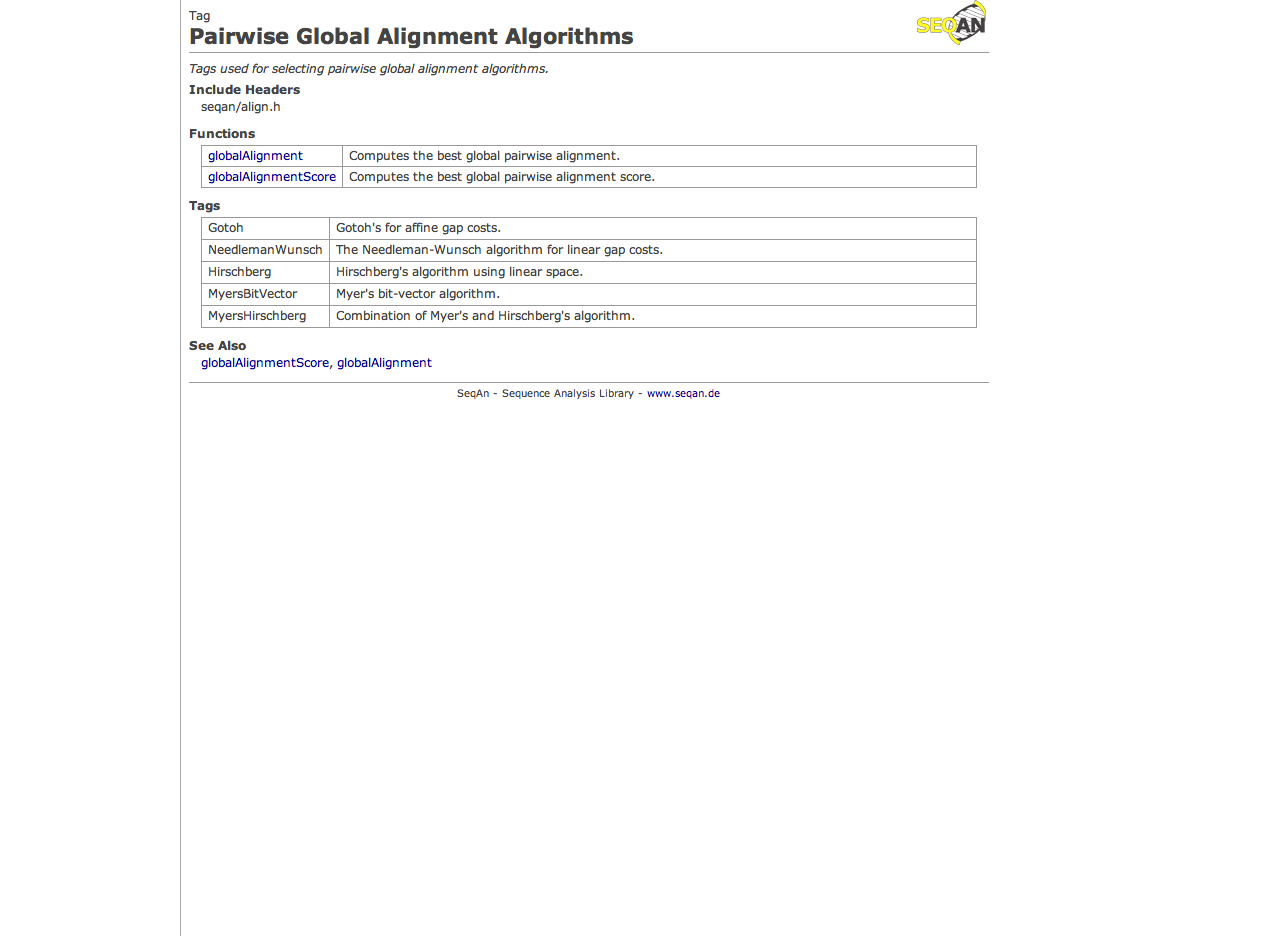 Tag
Pairwise Global Alignment Algorithms
SEQAN
Tags used for selecting pairwise global alignment algorithms.
Include Headers
seqan/align.h
Functions
globalAlignment Computes the best global pairwise alignment.
globalAlignmentScore Computes the best global pairwise alignment score.
Tags
Gotoh Gotoh's for affine gap costs.
NeedlemanWunsch The Needleman-Wunsch algorithm for linear gap costs.
Hirschberg Hirschberg's algorithm using linear space.
MyersBitVector Myer's bit-vector algorithm.
MyersHirschberg Combination of Myer's and Hirschberg's algorithm.
See Also
globalAlignmentScore, globalAlignment
SeqAn - Sequence Analysis Library - www.seqan.de